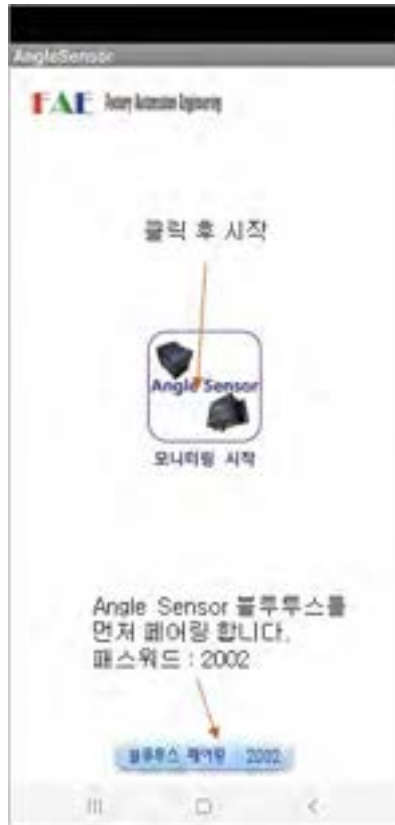 AngleSensor
FAE Factory Automation Engineering
클릭 후 시작
Angle Sensor
모니터링 시작
Angle Sensor 블루투스를
먼저 페어링 합니다.
패스워드 : 2002
블루투스 페어링 : 2002